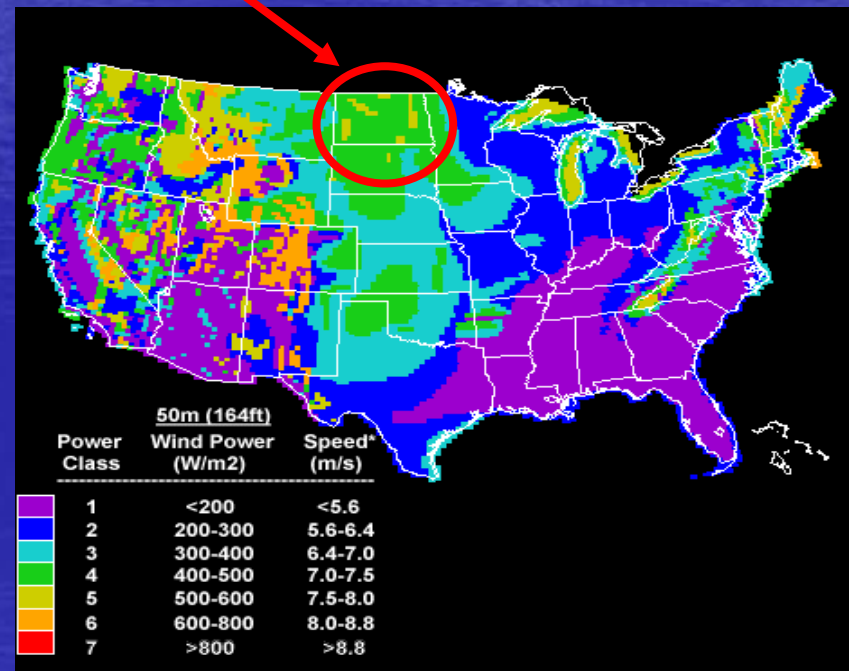 50m (164ft)
Power Wind Power Speed*
Class (W/m2) (m/s)
1 <200 <5.6
2 200-300 5.6-6.4
3 300-400 6.4-7.0
4 400-500 7.0-7.5
5 500-600 7.5-8.0
6 600-800 8.0-8.8
7 >800 >8.8